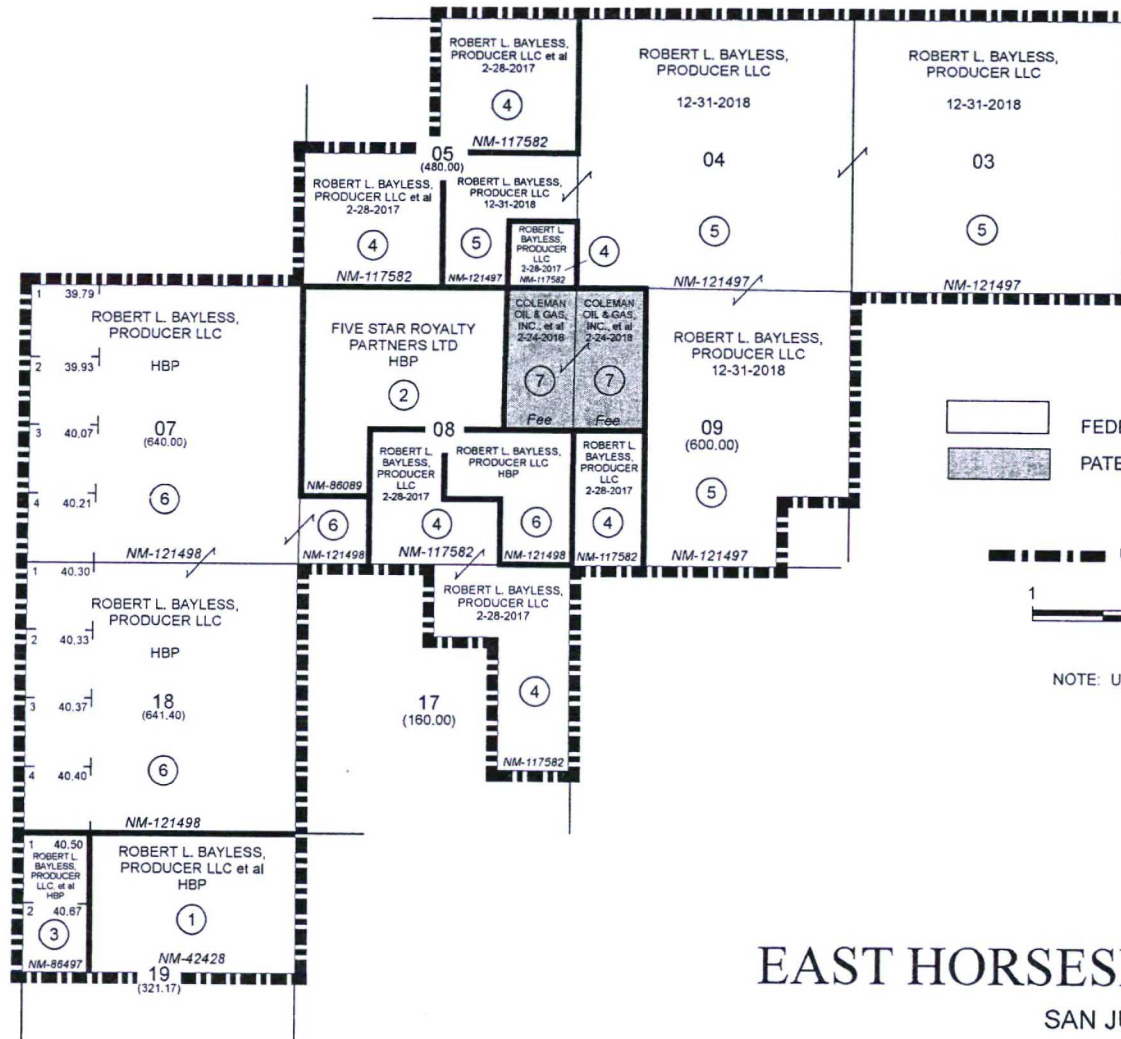 ROBERT L. BAYLESS,
PRODUCER LLC et al
2-28-2017
4
NM-117582
ROBERT L. BAYLESS,
PRODUCER LLC
12-31-2018
04
5
NM-121497
ROBERT L. BAYLESS,
PRODUCER LLC
12-31-2018
03
5
NM-121497
05
(480.00)
ROBERT L. BAYLESS,
PRODUCER LLC et al
2-28-2017
4
NM-117582
ROBERT L. BAYLESS,
PRODUCER LLC
12-31-2018
5
NM-121497
ROBERT L.
BAYLESS,
PRODUCER
LLC
2-28-2017
NM-117582
4
1 39.79
2 39.93
3 40.07
4 40.21
ROBERT L. BAYLESS,
PRODUCER LLC
HBP
07
(640.00)
6
NM-121498
FIVE STAR ROYALTY
PARTNERS LTD
HBP
2
NM-86089
COLEMAN
OIL & GAS,
INC., et al
2-24-2018
7
Fee
COLEMAN
OIL & GAS,
INC., et al
2-24-2018
7
Fee
ROBERT L. BAYLESS,
PRODUCER LLC
12-31-2018
09
(600.00)
5
NM-121497
08
6
NM-121498
ROBERT L.
BAYLESS,
PRODUCER
LLC
2-28-2017
4
NM-117582
ROBERT L. BAYLESS,
PRODUCER LLC
HBP
6
NM-121498
ROBERT L.
BAYLESS,
PRODUCER
LLC
2-28-2017
4
NM-117582
FEDE
PATE
U
1
NOTE: U
1 40.30
2 40.33
3 40.37
4 40.40
ROBERT L. BAYLESS,
PRODUCER LLC
HBP
18
(641.40)
6
NM-121498
ROBERT L. BAYLESS,
PRODUCER LLC
2-28-2017
4
NM-117582
17
(160.00)
1 40.50
ROBERT L.
BAYLESS,
PRODUCER
LLC, et al
HBP
2 40.67
3
NM-86497
ROBERT L. BAYLESS,
PRODUCER LLC et al
HBP
1
NM-42428
19
(321.17)
EAST HORSESH
SAN JU